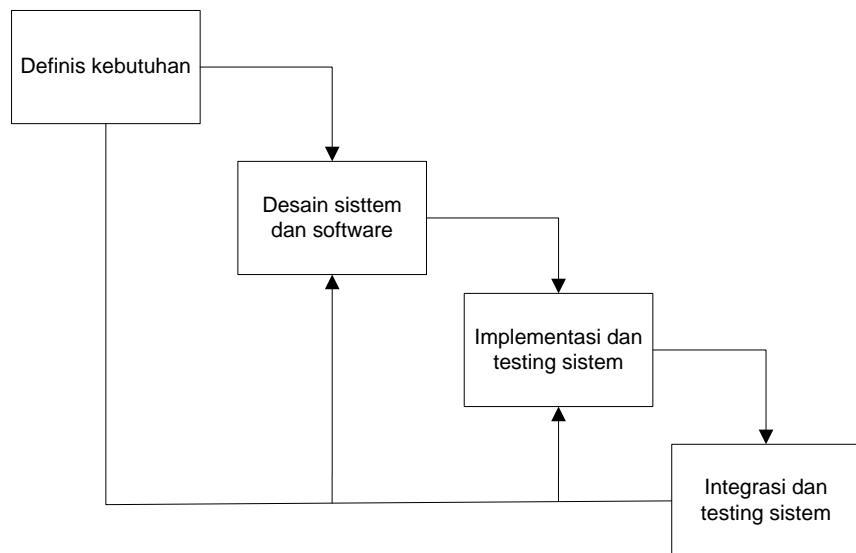 Definis kebutuhan
Desain sisttem
dan software
Implementasi dan
testing sistem
Integrasi dan
testing sistem